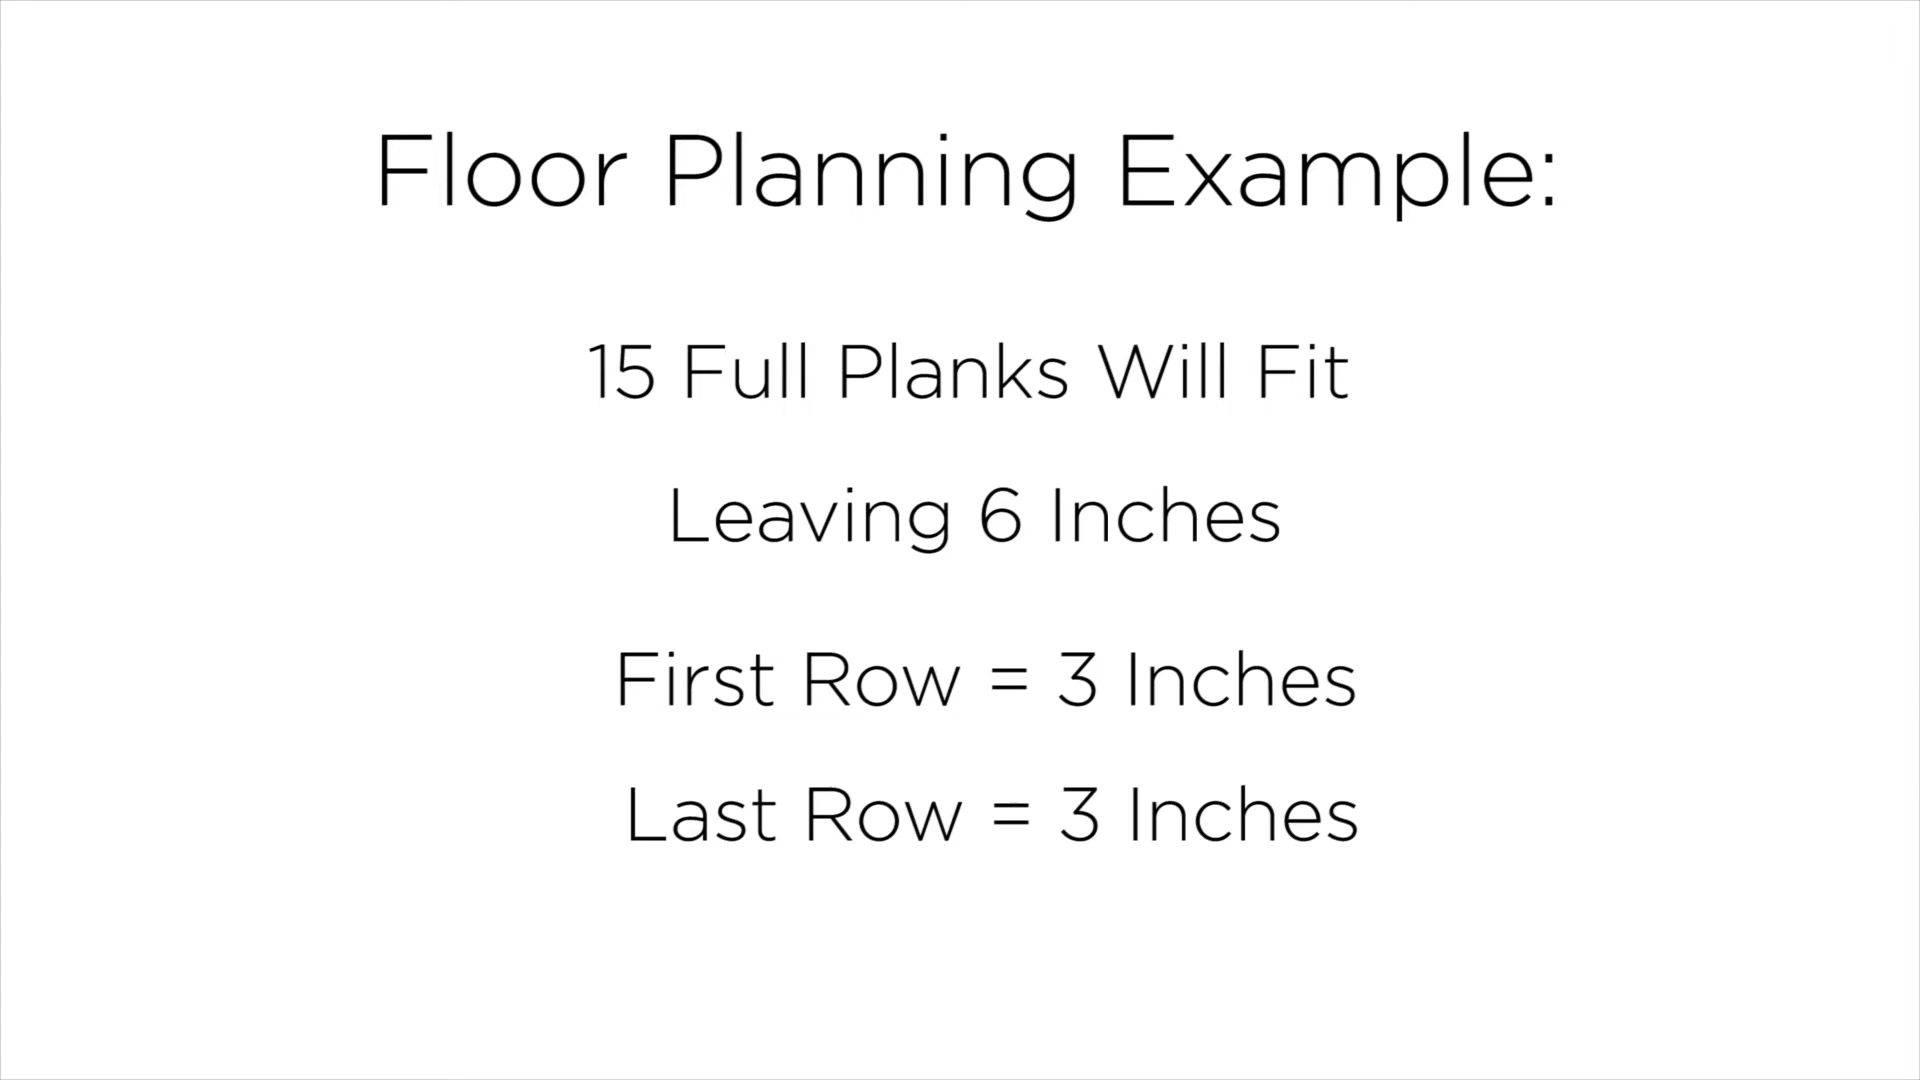 Floor Planning Example:
15 Full Planks Will Fit
Leaving 6 Inches
First Row = 3 Inches
Last Row = 3 Inches